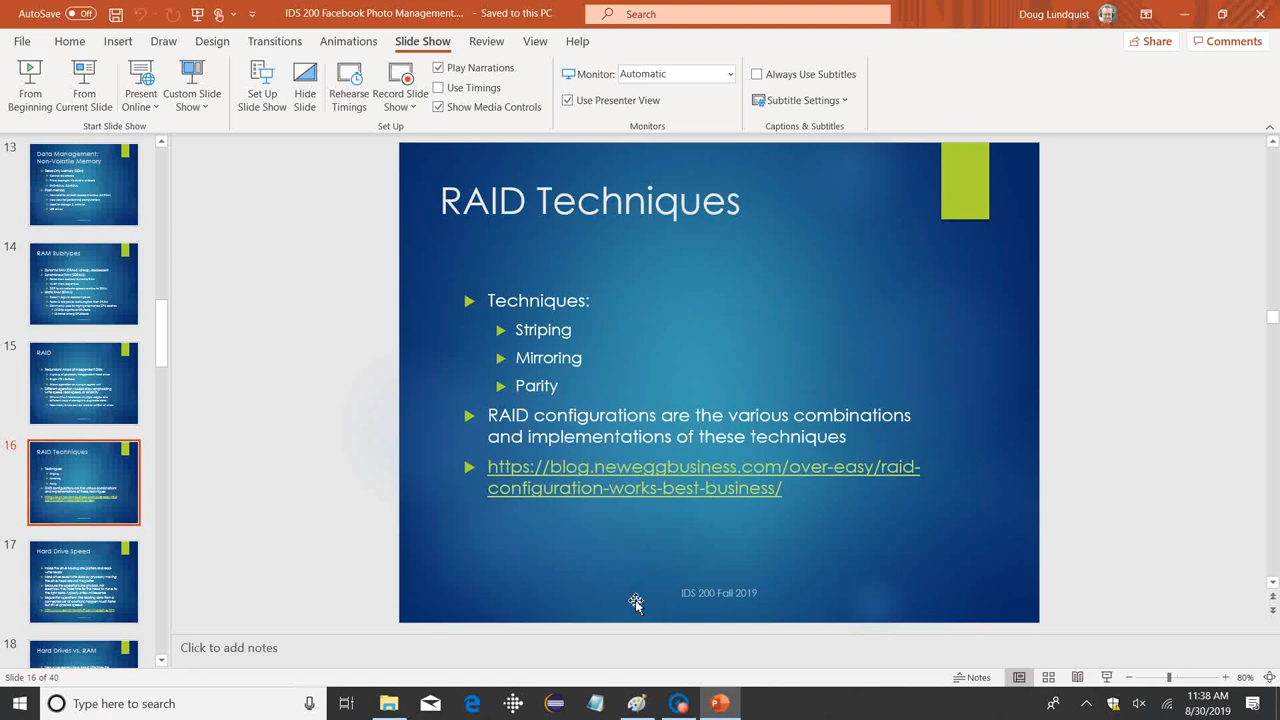 AutoSave Off
IDS 200 Facebook Photo Management.... - Saved to this PC
Search
Doug Lundquist
File Home Insert Draw Design Transitions Animations Slide Show Review View Help
Share Comments
From Beginning
From Current Slide
Present Online
Custom Slide Show
Start Slide Show
Set Up Slide Show
Hide Slide
Rehearse Timings
Record Slide Show
Play Narrations
Use Timings
Show Media Controls
Set Up
Monitor: Automatic
Use Presenter View
Monitors
Always Use Subtitles
Subtitle Settings
Captions & Subtitles
13
Data Management:
Non-Volatile Memory
14
RAM Subtypes
15
RAID
16
RAID Techniques
17
Hard Drive Speed
18
Hard Drives vs. RAM
RAID Techniques
Techniques:
Striping
Mirroring
Parity
RAID configurations are the various combinations
and implementations of these techniques
https://blog.neweggbusiness.com/over-easy/raid-
configuration-works-best-business/
IDS 200 Fall 2019
Click to add notes
Slide 16 of 40
Notes
80%
Type here to search
11:38 AM
8/30/2019